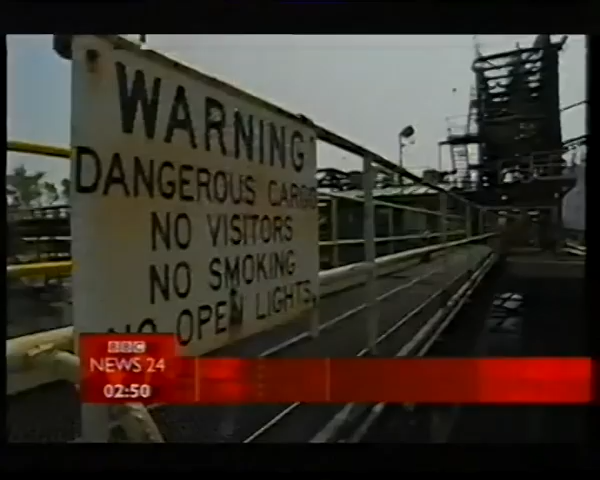 WARNING
DANGEROUS CARGO
NO VISITORS
NO SMOKING
NO OPEN LIGHTS
BBC
NEWS 24
02:50